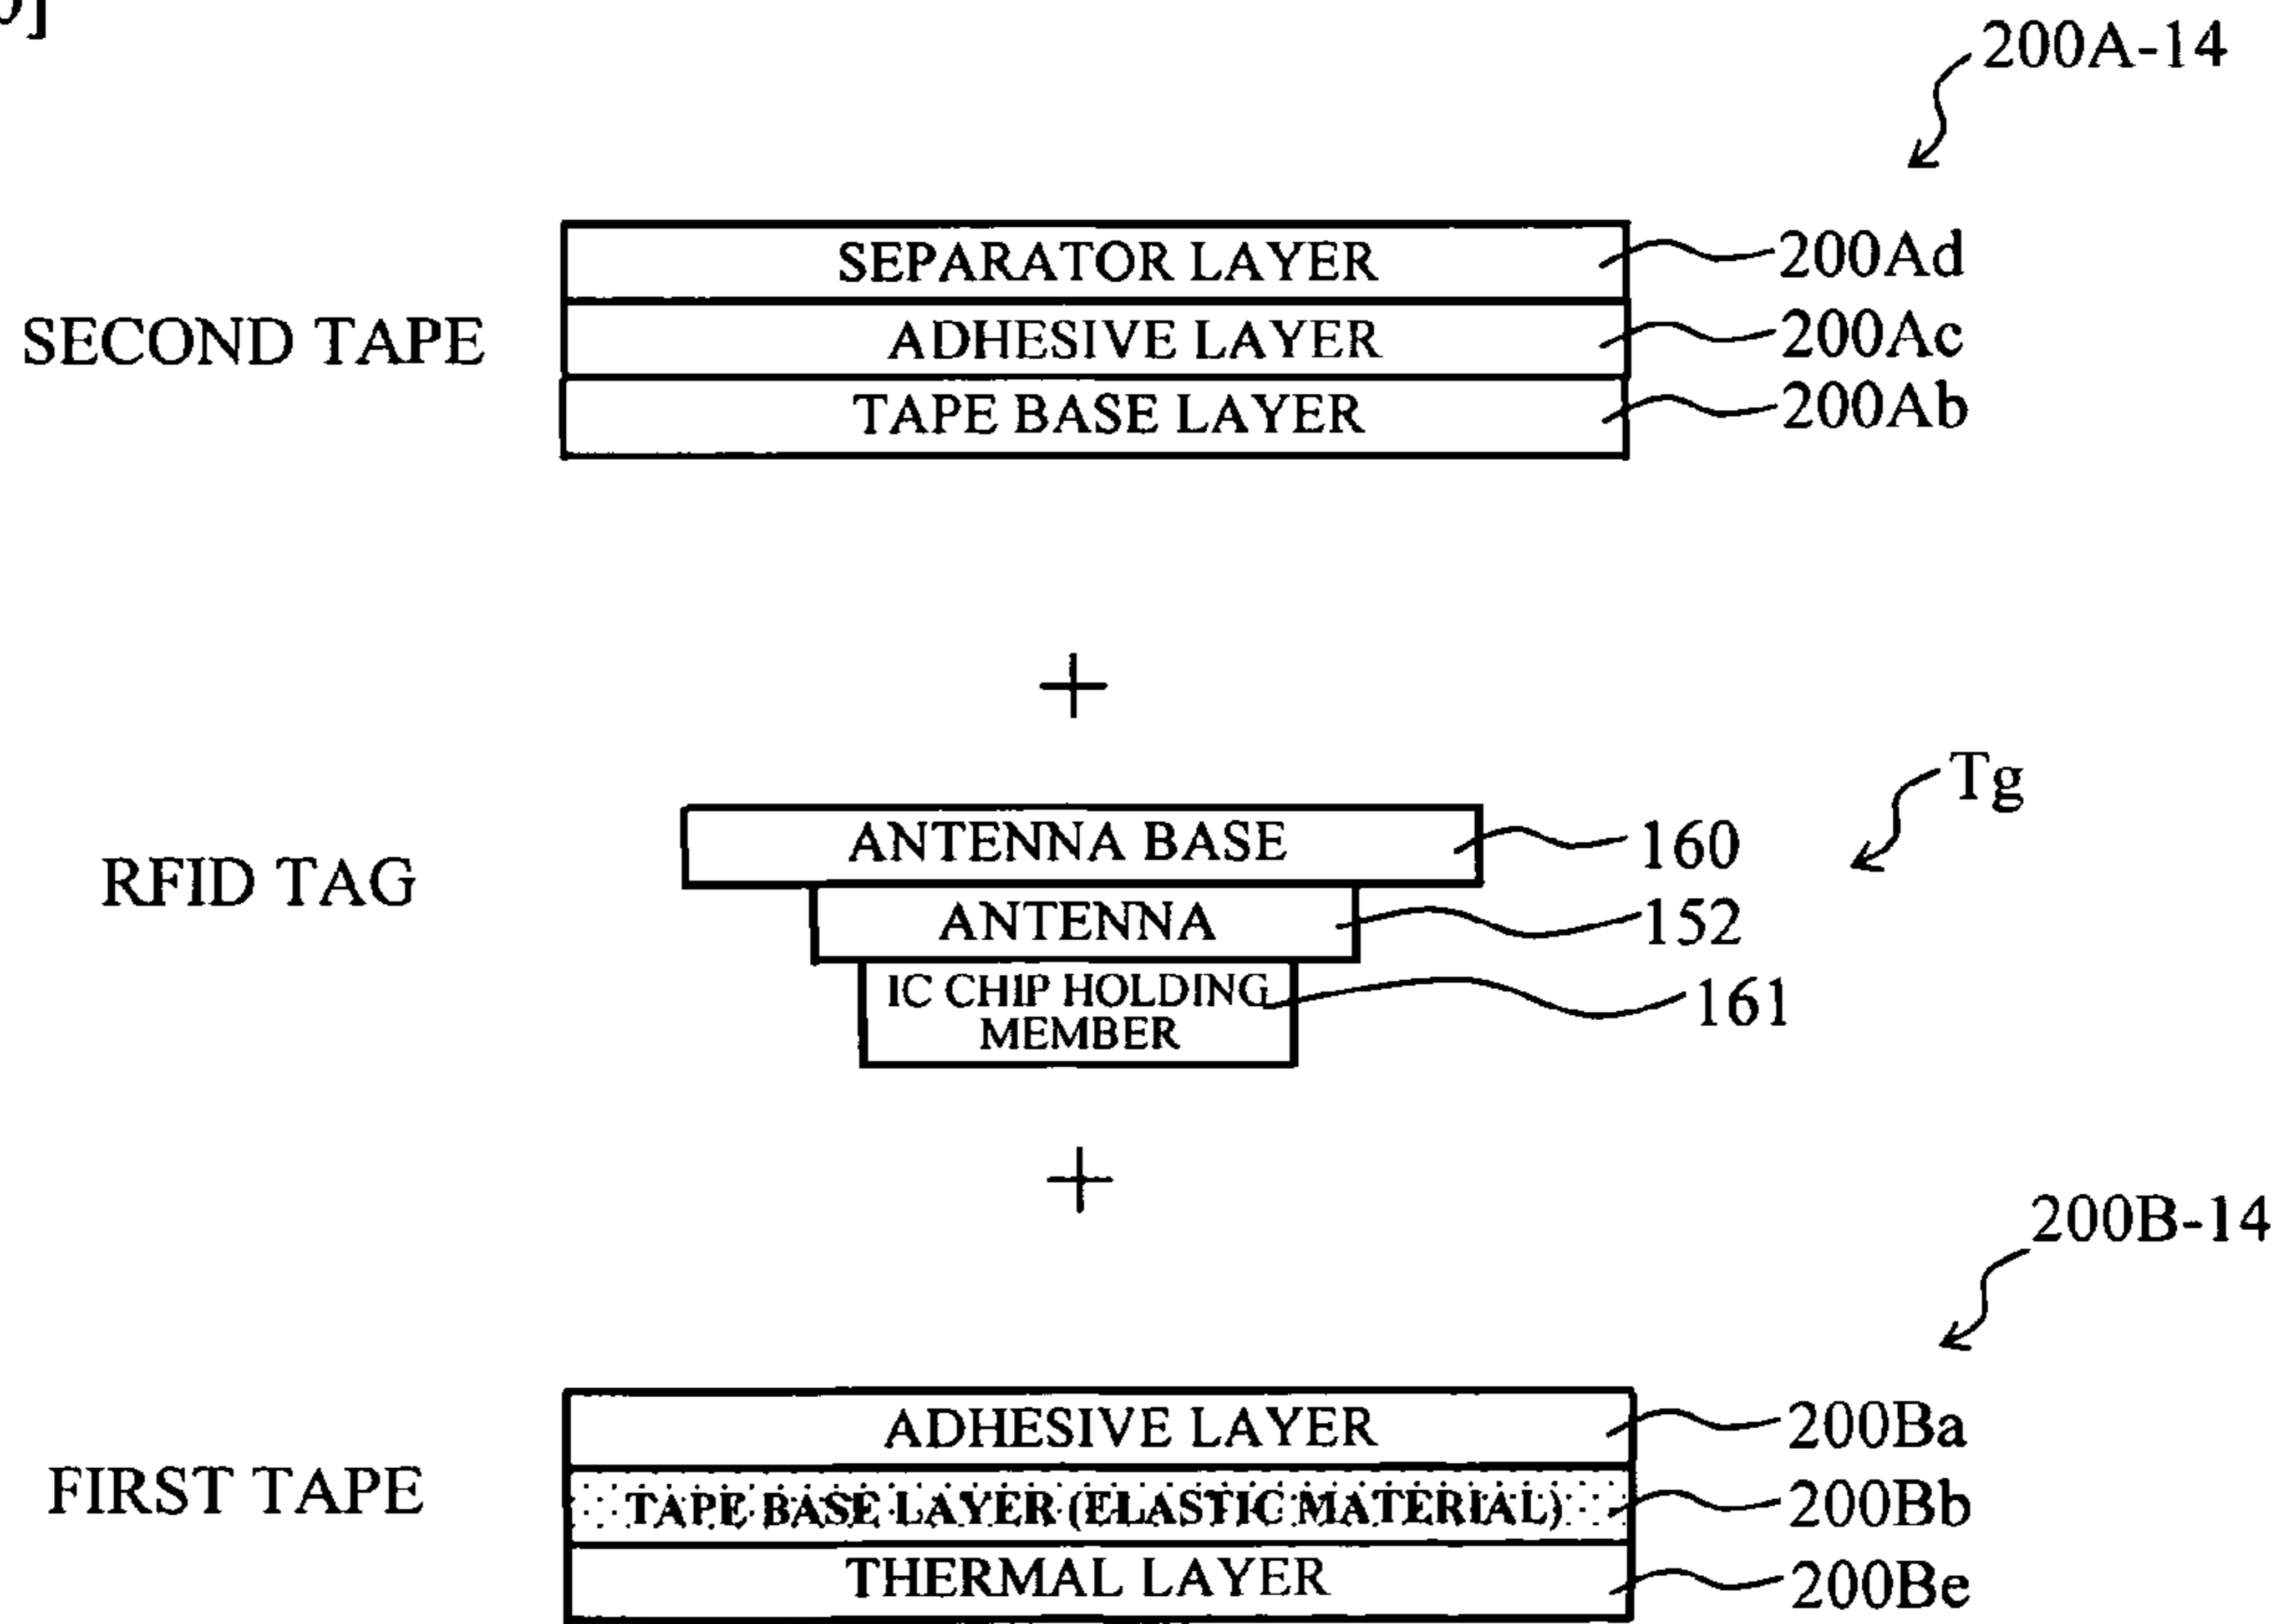 0]
200A-14
SEPARATOR LAYER 200Ad
SECOND TAPE ADHESIVE LAYER 200Ac
TAPE BASE LAYER 200Ab
+
Tg
ANTENNA BASE 160
RFID TAG ANTENNA 152
IC CHIP HOLDING 161
MEMBER
+
200B-14
ADHESIVE LAYER 200Ba
FIRST TAPE TAPE BASE LAYER (ELASTIC MATERIAL) 200Bb
THERMAL LAYER 200Be